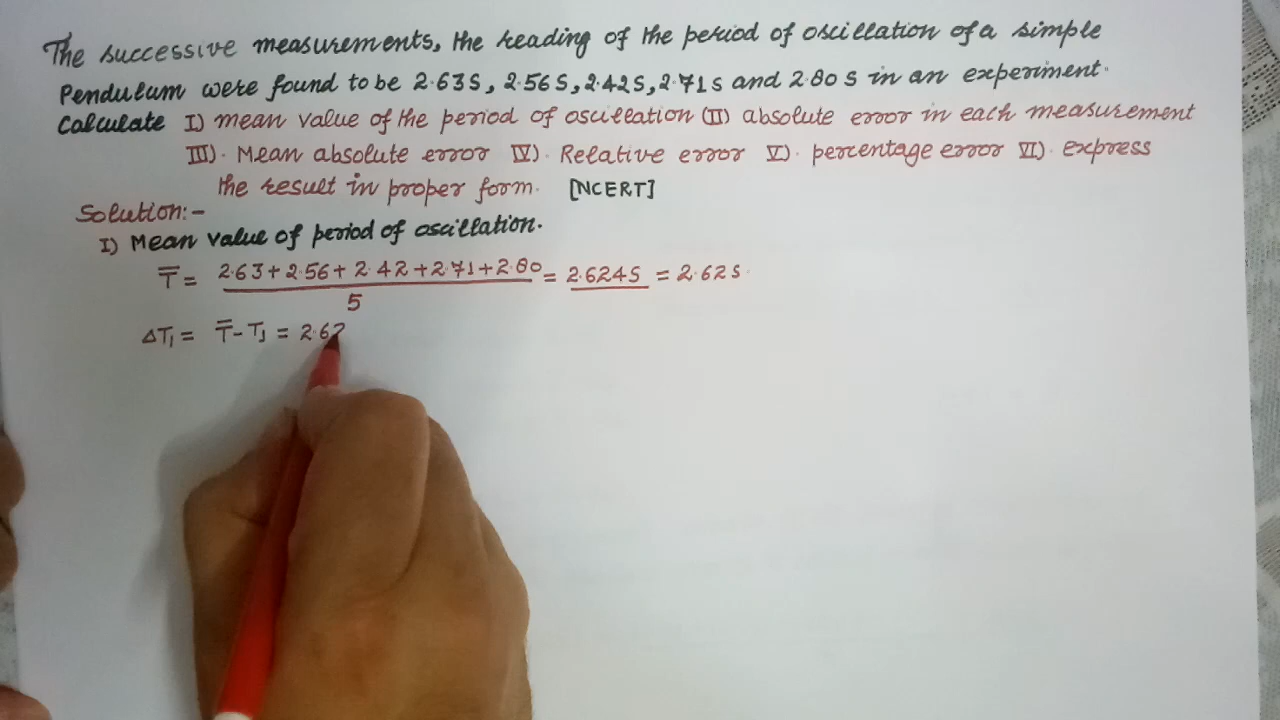 The successive measurements, the reading of the period of oscillation of a simple
Pendulum were found to be 2.63s, 2.56s, 2.42s, 2.71s and 2.80 s in an experiment.
Calculate I) mean value of the period of oscillation (II) absolute error in each measurement
III). Mean absolute error IV). Relative error V). percentage error VI). express
the result in proper form. [NCERT]
Solution:-
I) Mean value of period of oscillation.
T̅ = 2.63+2.56+2.42+2.71+2.80 = 2.624s = 2.62s.
5
ΔT₁ = T̅ - T₁ = 2.62